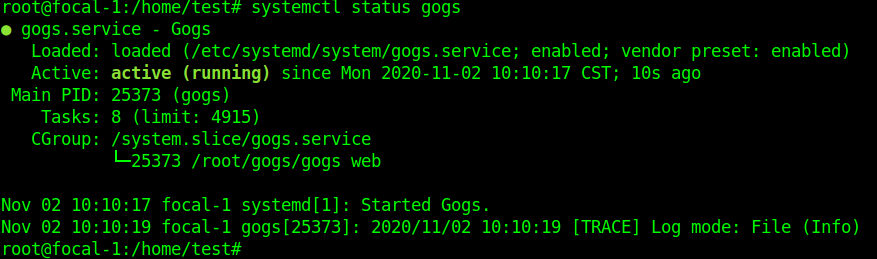 root@focal-1:/home/test# systemctl status gogs
● gogs.service - Gogs
   Loaded: loaded (/etc/systemd/system/gogs.service; enabled; vendor preset: enabled)
   Active: active (running) since Mon 2020-11-02 10:10:17 CST; 10s ago
 Main PID: 25373 (gogs)
    Tasks: 8 (limit: 4915)
   CGroup: /system.slice/gogs.service
           └─25373 /root/gogs/gogs web

Nov 02 10:10:17 focal-1 systemd[1]: Started Gogs.
Nov 02 10:10:19 focal-1 gogs[25373]: 2020/11/02 10:10:19 [TRACE] Log mode: File (Info)
root@focal-1:/home/test#